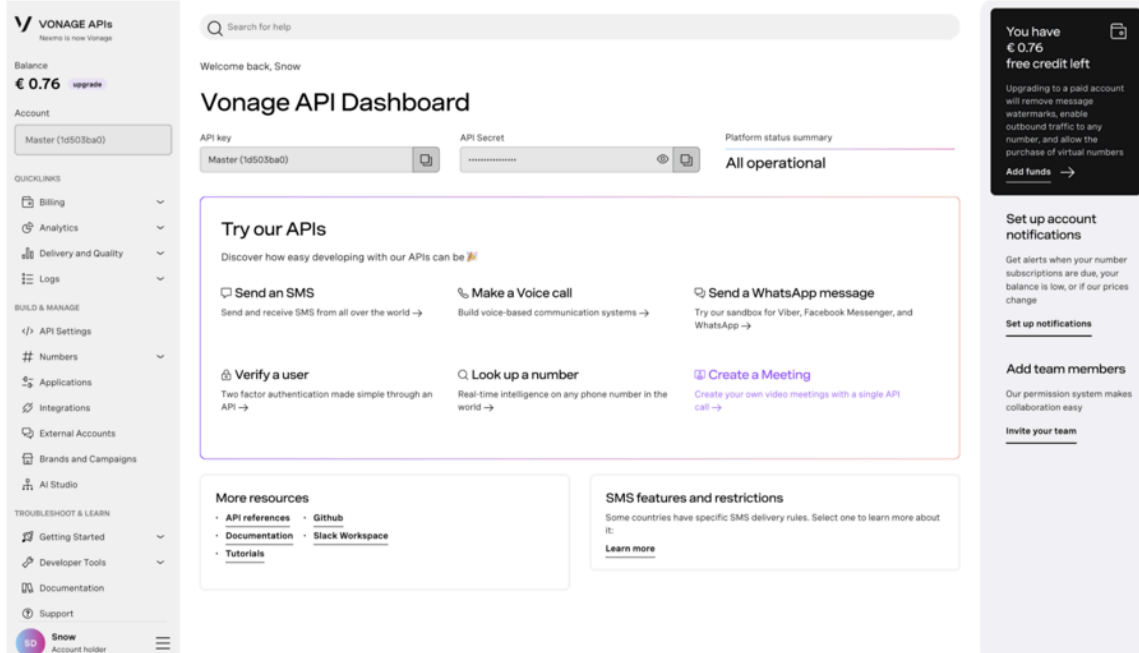 VONAGE APIs
Nexmo is now Vonage
Balance
€ 0.76 upgrade
Account
Master (1d503ba0)
QUICKLINKS
Billing
Analytics
Delivery and Quality
Logs
BUILD & MANAGE
</> API Settings
# Numbers
Applications
Integrations
External Accounts
Brands and Campaigns
AI Studio
TROUBLESHOOT & LEARN
Getting Started
Developer Tools
Documentation
Support
SD
Snow
Account holder
Search for help
Welcome back, Snow
Vonage API Dashboard
API key
Master (1d503ba0)
API Secret
················
Platform status summary
All operational
Try our APIs
Discover how easy developing with our APIs can be 🎉
Send an SMS
Send and receive SMS from all over the world →
Make a Voice call
Build voice-based communication systems →
Send a WhatsApp message
Try our sandbox for Viber, Facebook Messenger, and
WhatsApp →
Verify a user
Two factor authentication made simple through an
API →
Look up a number
Real-time intelligence on any phone number in the
world →
Create a Meeting
Create your own video meetings with a single API
call →
More resources
· API references · Github
· Documentation · Slack Workspace
· Tutorials
SMS features and restrictions
Some countries have specific SMS delivery rules. Select one to learn more about
it:
Learn more
You have
€ 0.76
free credit left
Upgrading to a paid account
will remove message
watermarks, enable
outbound traffic to any
number, and allow the
purchase of virtual numbers
Add funds →
Set up account
notifications
Get alerts when your number
subscriptions are due, your
balance is low, or if our prices
change
Set up notifications
Add team members
Our permission system makes
collaboration easy
Invite your team